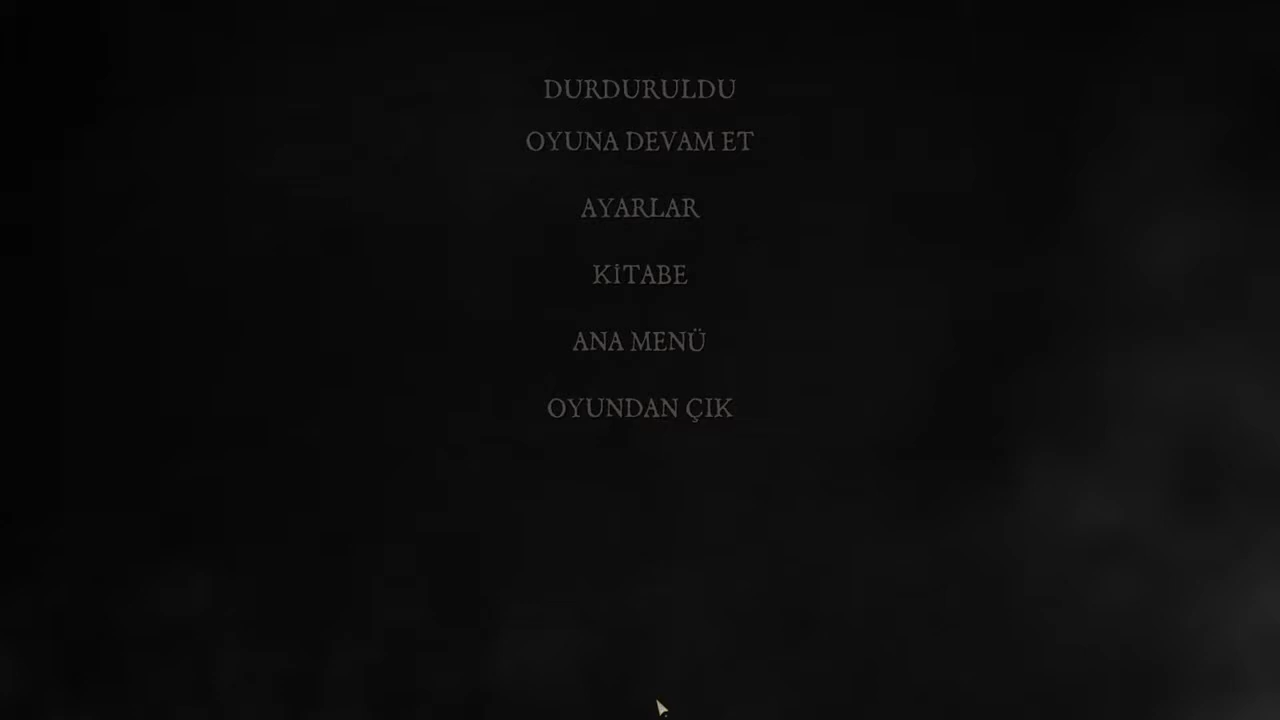 DURDURULDU
OYUNA DEVAM ET
AYARLAR
KİTABE
ANA MENÜ
OYUNDAN ÇIK